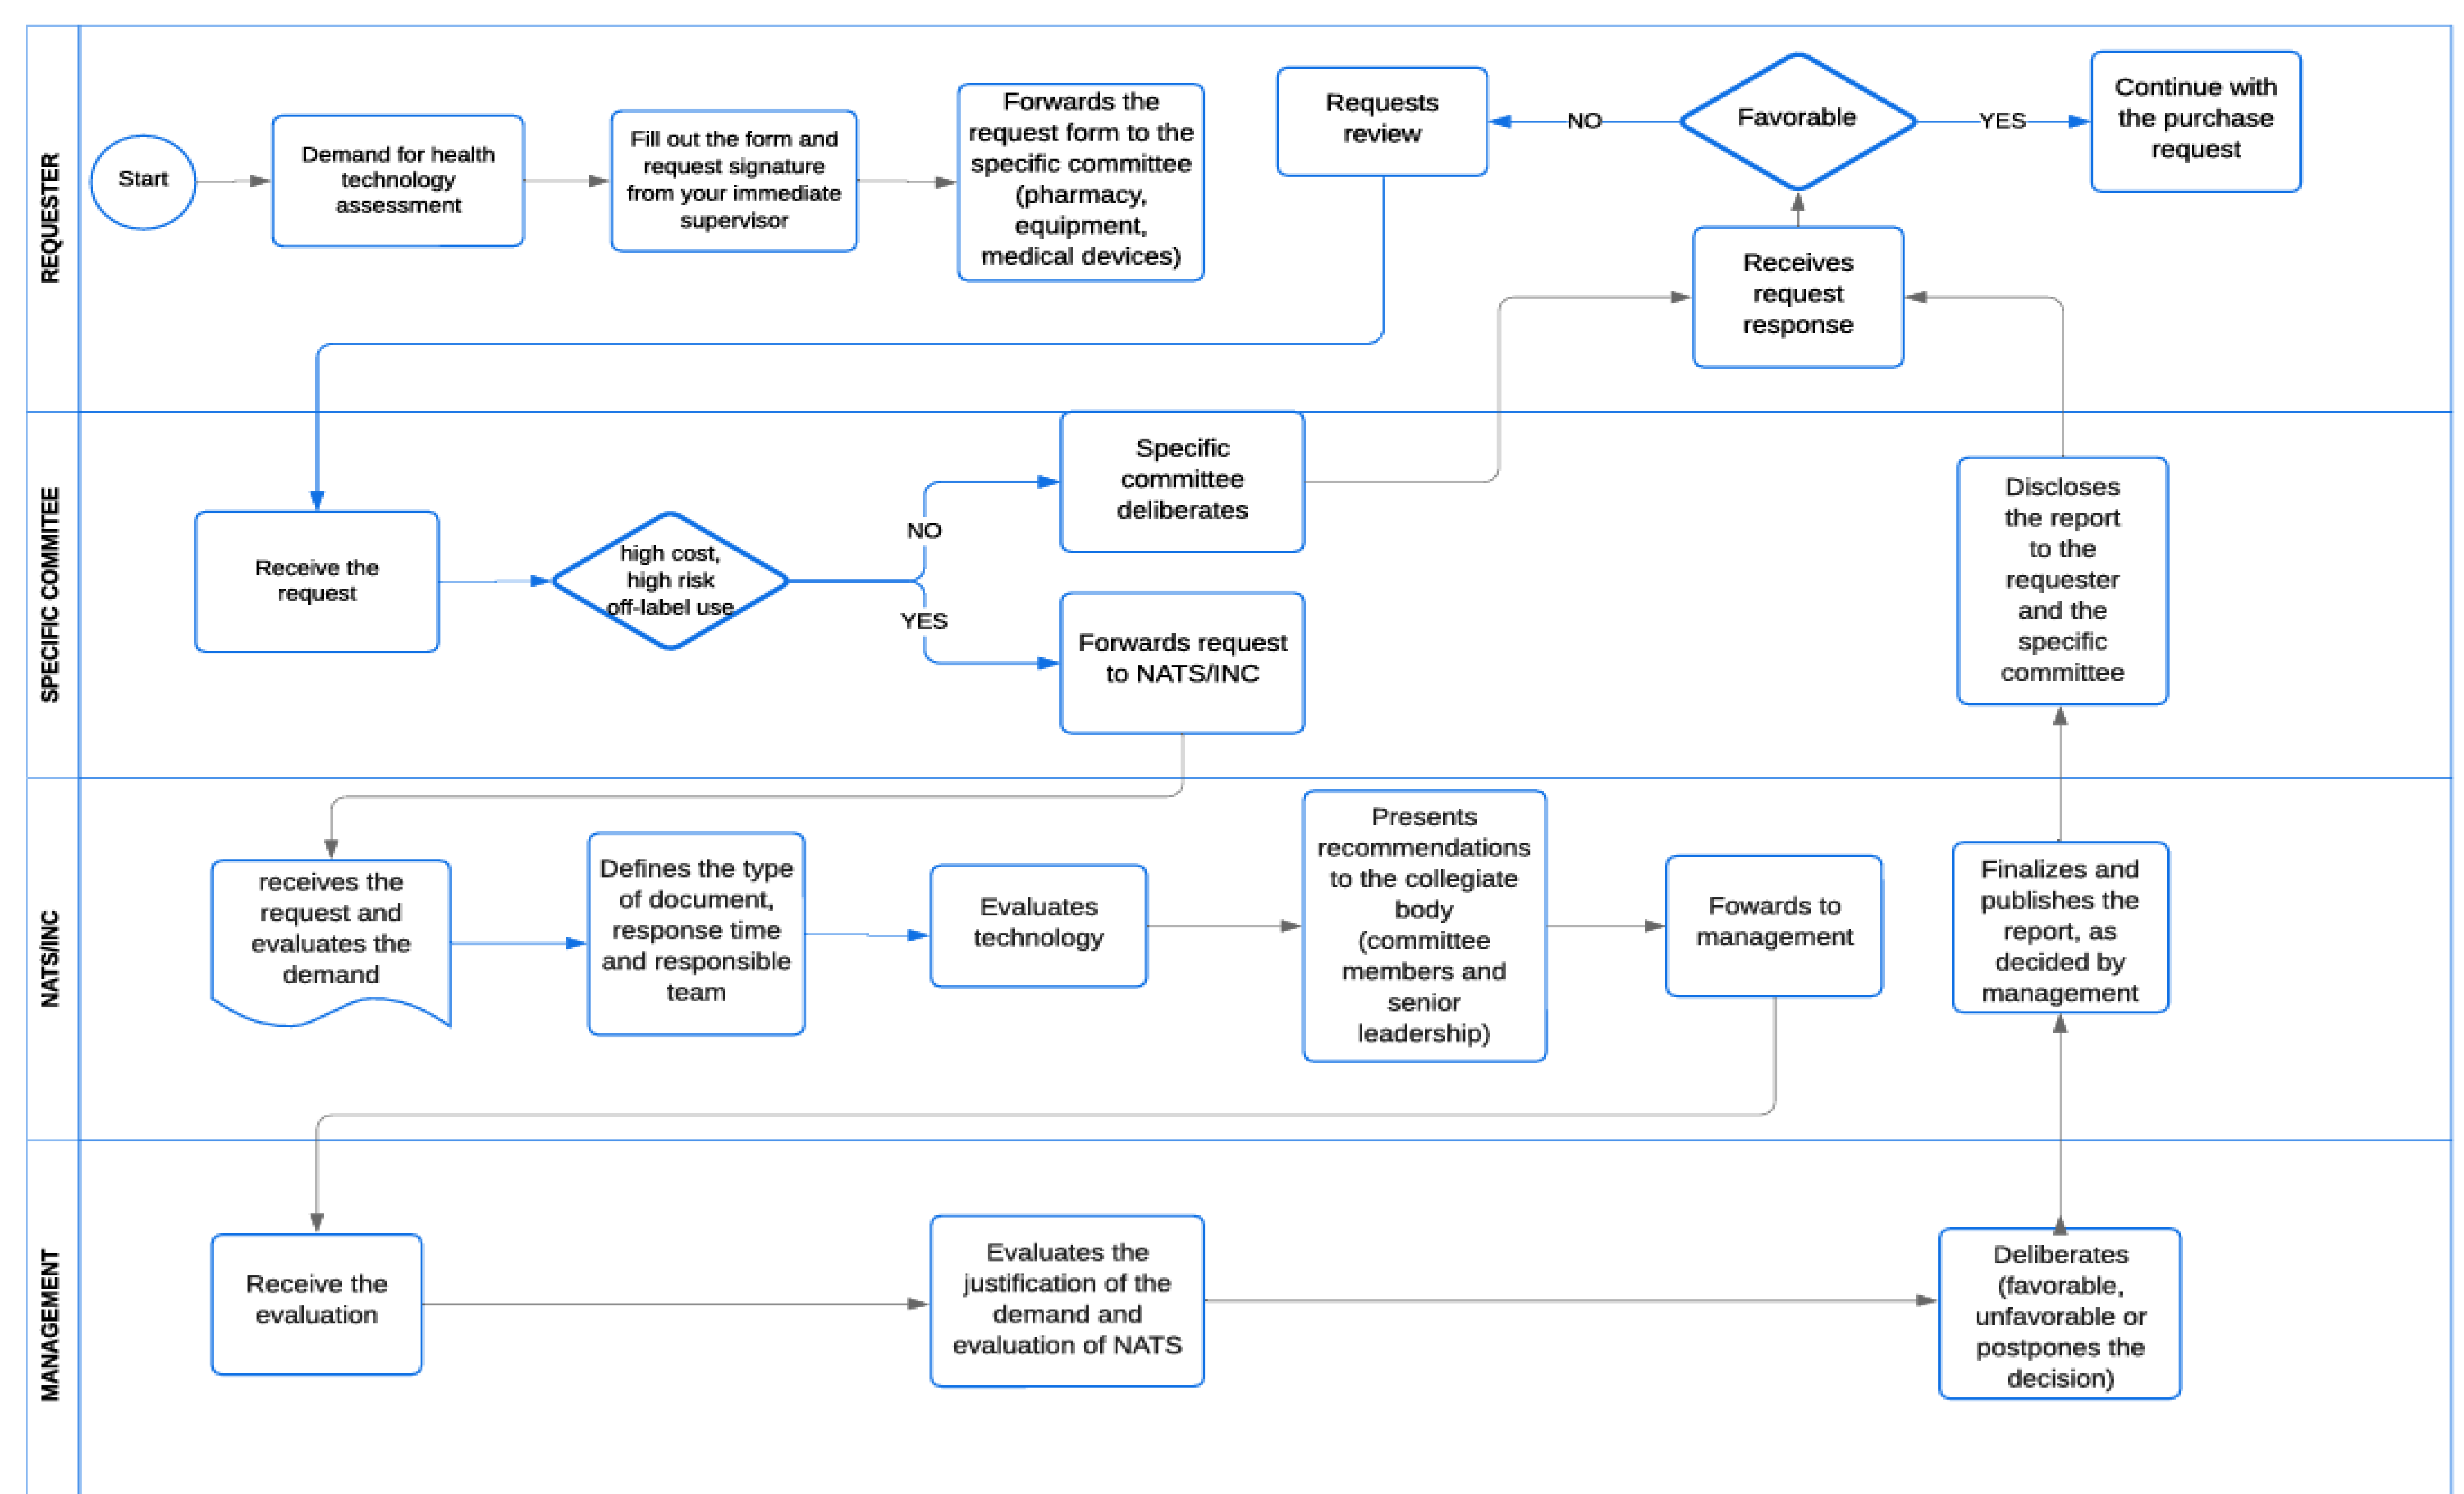 REQUESTER
Start
Demand for health
technology
assessment
Fill out the form and
request signature
from your immediate
supervisor
Forwards the
request form to the
specific committee
(pharmacy,
equipment,
medical devices)
Requests
review
NO
Favorable
YES
Continue with
the purchase
request
Receives
request
response
SPECIFIC COMMITEE
Receive the
request
high cost,
high risk
off-label use
NO
YES
Specific
committee
deliberates
Forwards request
to NATS/INC
Discloses
the report
to the
requester
and the
specific
committee
NATS/INC
receives the
request and
evaluates the
demand
Defines the type
of document,
response time
and responsible
team
Evaluates
technology
Presents
recommendations
to the collegiate
body
(committee
members and
senior
leadership)
Fowards to
management
Finalizes and
publishes the
report, as
decided by
management
MANAGEMENT
Receive the
evaluation
Evaluates the
justification of the
demand and
evaluation of NATS
Deliberates
(favorable,
unfavorable or
postpones the
decision)